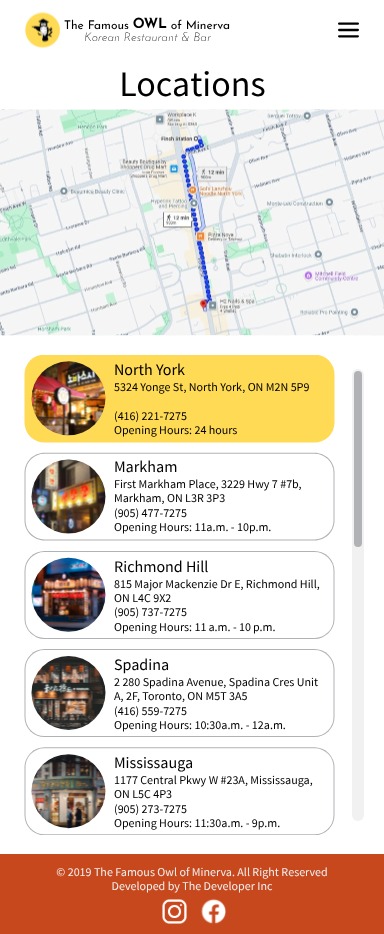 The Famous OWL of Minerva
Korean Restaurant & Bar
Locations
Finch Station
12 min
12 min
Mitchell Field
Community Centre
North York
5324 Yonge St, North York, ON M2N 5P9
(416) 221-7275
Opening Hours: 24 hours
Markham
First Markham Place, 3229 Hwy 7 #7b,
Markham, ON L3R 3P3
(905) 477-7275
Opening Hours: 11a.m. - 10p.m.
Richmond Hill
815 Major Mackenzie Dr E, Richmond Hill,
ON L4C 9X2
(905) 737-7275
Opening Hours: 11 a.m. - 10 p.m.
Spadina
2 280 Spadina Avenue, Spadina Cres Unit
A, 2F, Toronto, ON M5T 3A5
(416) 559-7275
Opening Hours: 10:30a.m. - 12a.m.
Mississauga
1177 Central Pkwy W #23A, Mississauga,
ON L5C 4P3
(905) 273-7275
Opening Hours: 11:30a.m. - 9p.m.
© 2019 The Famous Owl of Minerva. All Right Reserved
Developed by The Developer Inc